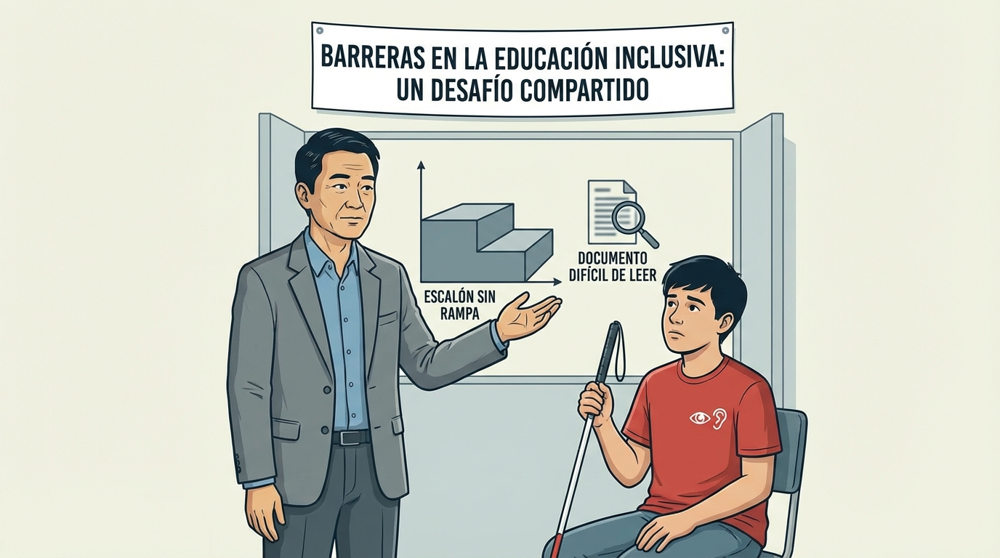 BARRERAS EN LA EDUCACIÓN INCLUSIVA:
UN DESAFÍO COMPARTIDO
ESCALÓN SIN
RAMPA
DOCUMENTO
DIFÍCIL DE LEER